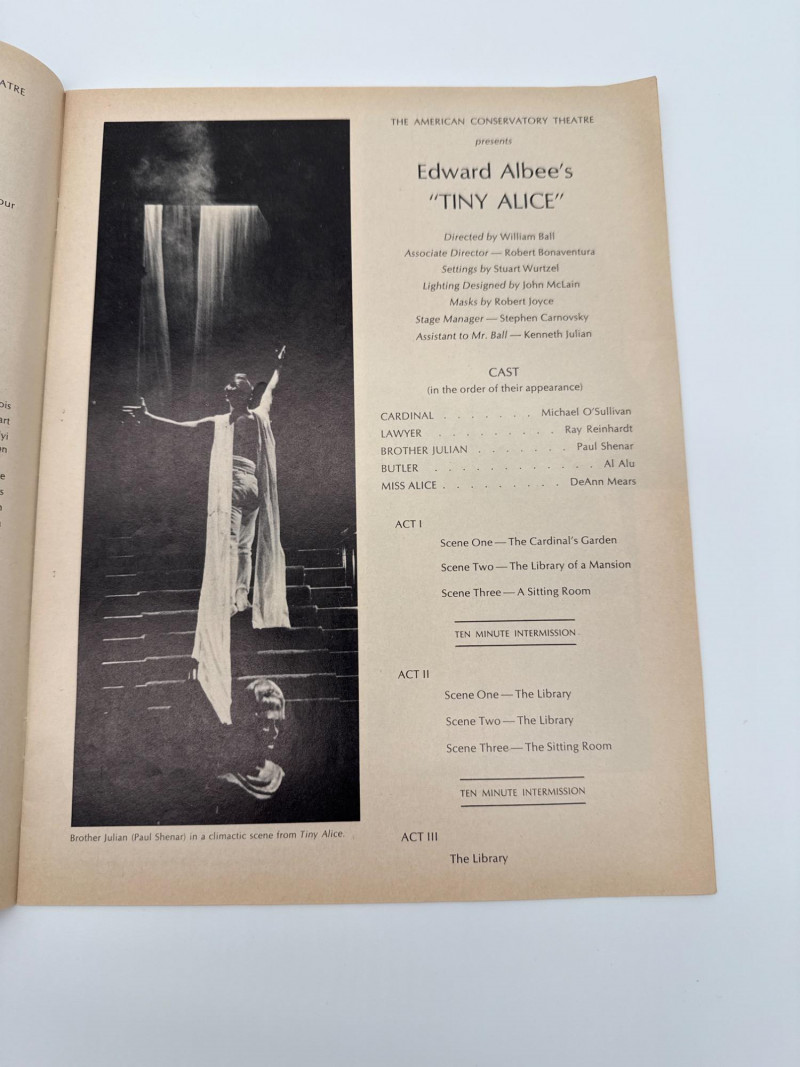 ATRE
our
ois
art
yi
on
e
s
n
Brother Julian (Paul Shenar) in a climactic scene from Tiny Alice.
THE AMERICAN CONSERVATORY THEATRE
presents
Edward Albee's
"TINY ALICE"
Directed by William Ball
Associate Director — Robert Bonaventura
Settings by Stuart Wurtzel
Lighting Designed by John McLain
Masks by Robert Joyce
Stage Manager — Stephen Carnovsky
Assistant to Mr. Ball — Kenneth Julian
CAST
(in the order of their appearance)
CARDINAL . . . . . . . Michael O'Sullivan
LAWYER . . . . . . . . . Ray Reinhardt
BROTHER JULIAN . . . . . . . Paul Shenar
BUTLER . . . . . . . . . . . . Al Alu
MISS ALICE . . . . . . . . . DeAnn Mears
ACT I
Scene One — The Cardinal's Garden
Scene Two — The Library of a Mansion
Scene Three — A Sitting Room
TEN MINUTE INTERMISSION
ACT II
Scene One — The Library
Scene Two — The Library
Scene Three — The Sitting Room
TEN MINUTE INTERMISSION
ACT III
The Library